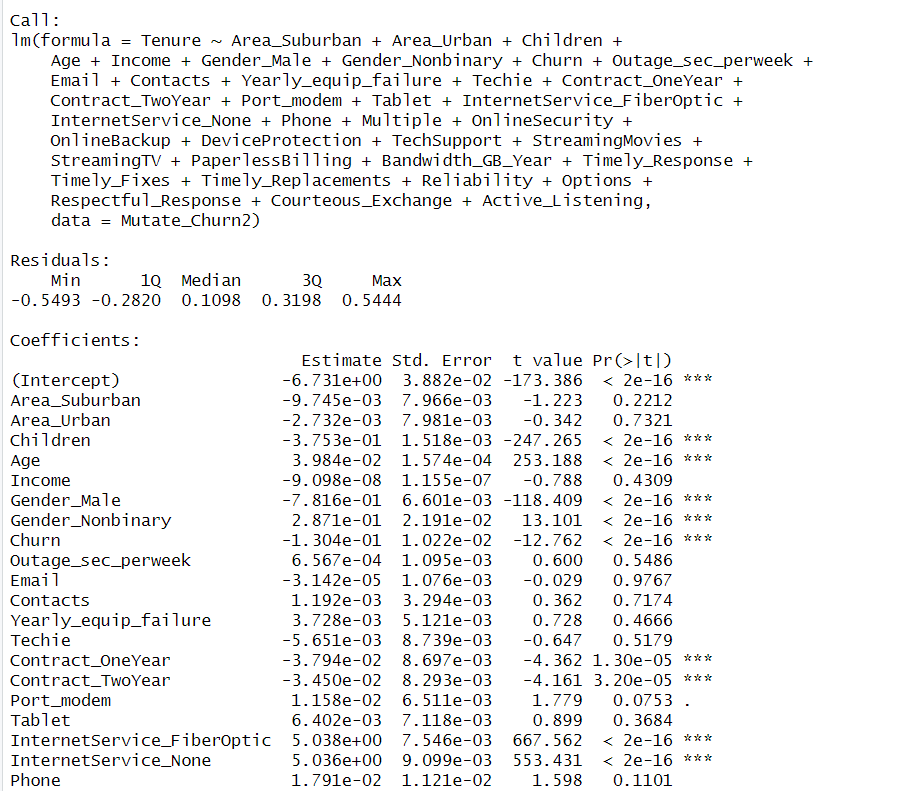 Call:
lm(formula = Tenure ~ Area_Suburban + Area_Urban + Children +
    Age + Income + Gender_Male + Gender_Nonbinary + Churn + Outage_sec_perweek +
    Email + Contacts + Yearly_equip_failure + Techie + Contract_OneYear +
    Contract_TwoYear + Port_modem + Tablet + InternetService_FiberOptic +
    InternetService_None + Phone + Multiple + OnlineSecurity +
    OnlineBackup + DeviceProtection + TechSupport + StreamingMovies +
    StreamingTV + PaperlessBilling + Bandwidth_GB_Year + Timely_Response +
    Timely_Fixes + Timely_Replacements + Reliability + Options +
    Respectful_Response + Courteous_Exchange + Active_Listening,
    data = Mutate_Churn2)

Residuals:
    Min      1Q  Median      3Q     Max
-0.5493 -0.2820  0.1098  0.3198  0.5444

Coefficients:
                             Estimate Std. Error  t value Pr(>|t|)
(Intercept)                -6.731e+00  3.882e-02 -173.386  < 2e-16 ***
Area_Suburban              -9.745e-03  7.966e-03   -1.223   0.2212
Area_Urban                 -2.732e-03  7.981e-03   -0.342   0.7321
Children                   -3.753e-01  1.518e-03 -247.265  < 2e-16 ***
Age                         3.984e-02  1.574e-04  253.188  < 2e-16 ***
Income                     -9.098e-08  1.155e-07   -0.788   0.4309
Gender_Male                -7.816e-01  6.601e-03 -118.409  < 2e-16 ***
Gender_Nonbinary            2.871e-01  2.191e-02   13.101  < 2e-16 ***
Churn                      -1.304e-01  1.022e-02  -12.762  < 2e-16 ***
Outage_sec_perweek          6.567e-04  1.095e-03    0.600   0.5486
Email                      -3.142e-05  1.076e-03   -0.029   0.9767
Contacts                    1.192e-03  3.294e-03    0.362   0.7174
Yearly_equip_failure        3.728e-03  5.121e-03    0.728   0.4666
Techie                     -5.651e-03  8.739e-03   -0.647   0.5179
Contract_OneYear           -3.794e-02  8.697e-03   -4.362 1.30e-05 ***
Contract_TwoYear           -3.450e-02  8.293e-03   -4.161 3.20e-05 ***
Port_modem                  1.158e-02  6.511e-03    1.779   0.0753 .
Tablet                      6.402e-03  7.118e-03    0.899   0.3684
InternetService_FiberOptic  5.038e+00  7.546e-03  667.562  < 2e-16 ***
InternetService_None        5.036e+00  9.099e-03  553.431  < 2e-16 ***
Phone                       1.791e-02  1.121e-02    1.598   0.1101